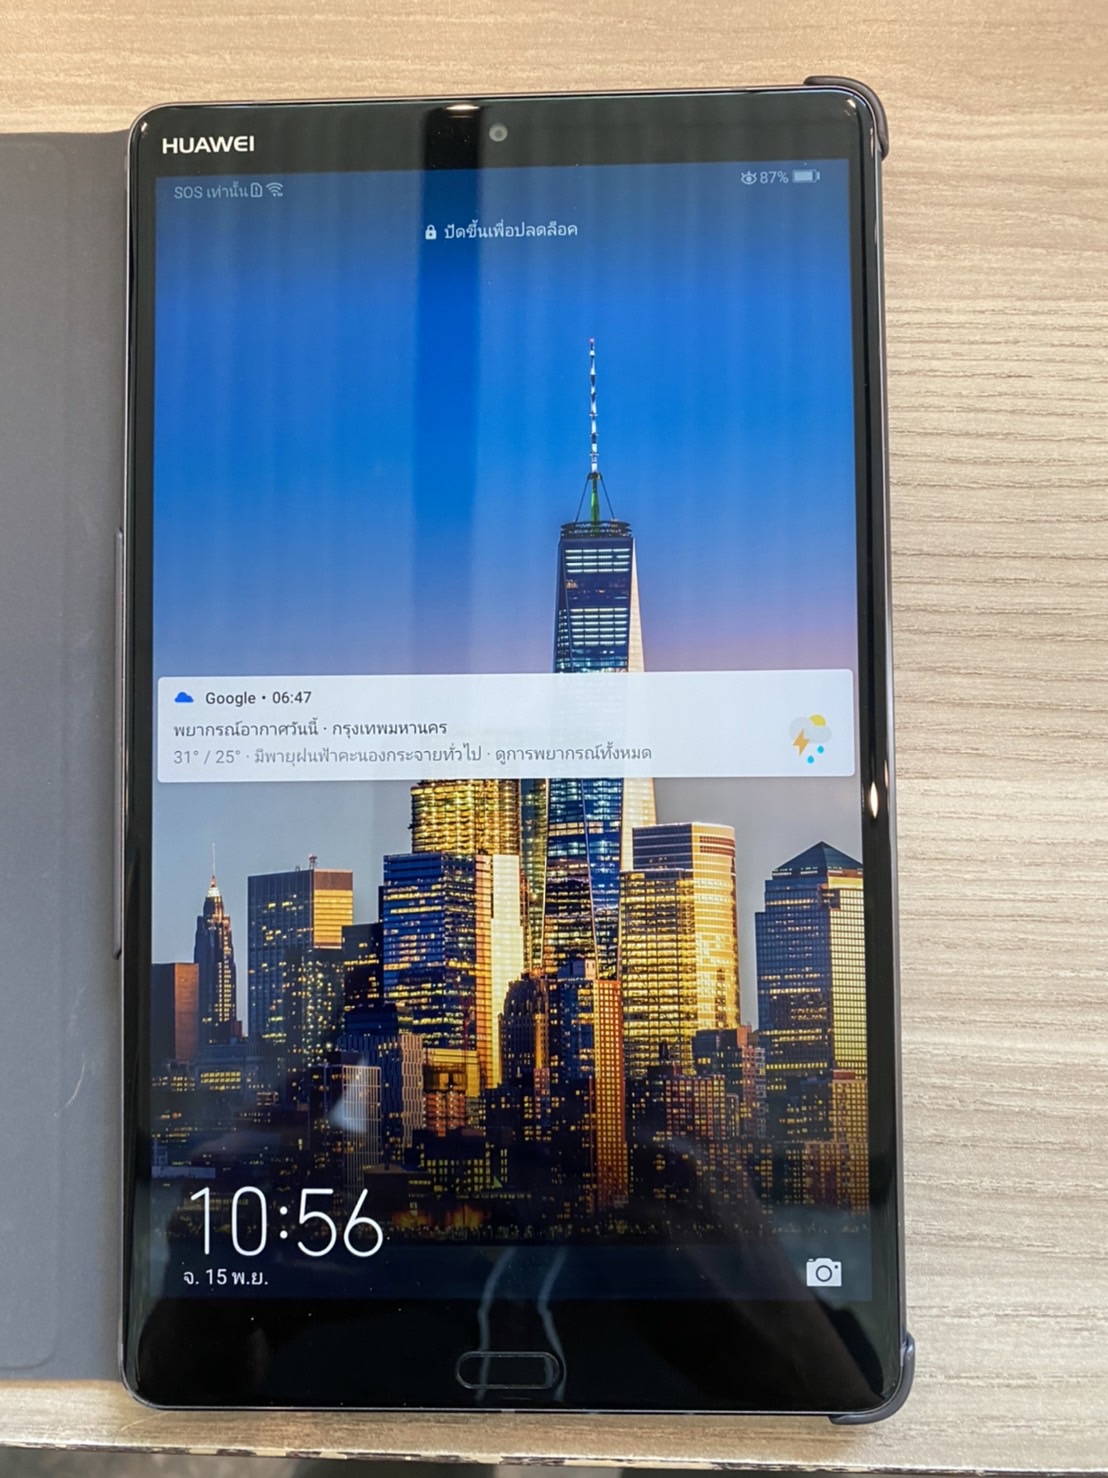 HUAWEI
SOS เท่านั้น
87%
ปัดขึ้นเพื่อปลดล็อค
Google • 06:47
พยากรณ์อากาศวันนี้ · กรุงเทพมหานคร
31° / 25° · มีพายุฝนฟ้าคะนองกระจายทั่วไป · ดูการพยากรณ์ทั้งหมด
10:56
จ. 15 พ.ย.